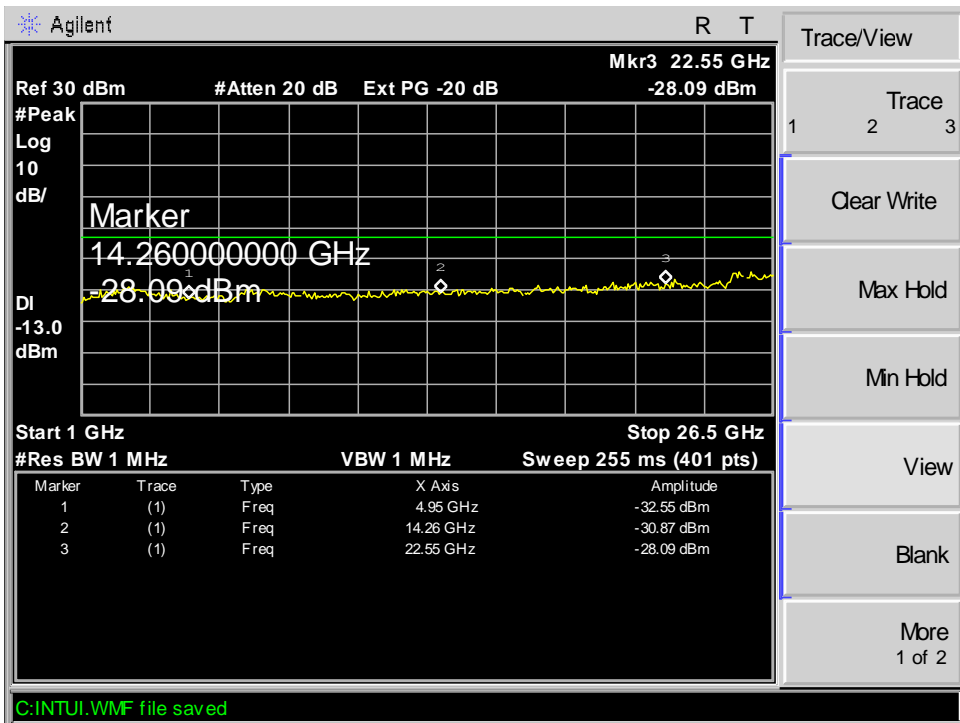 Agilent R T
Mkr3 22.55 GHz
Ref 30 dBm #Atten 20 dB Ext PG -20 dB -28.09 dBm
#Peak
Log
10
dB/
Marker
14.260000000 GHz
-28.09 dBm
1
2
3
DI
-13.0
dBm
Start 1 GHz Stop 26.5 GHz
#Res BW 1 MHz VBW 1 MHz Sweep 255 ms (401 pts)
Marker Trace Type X Axis Amplitude
1 (1) Freq 4.95 GHz -32.55 dBm
2 (1) Freq 14.26 GHz -30.87 dBm
3 (1) Freq 22.55 GHz -28.09 dBm
C:INTUI.WMF file saved
Trace/View
Trace
1 2 3
Clear Write
Max Hold
Min Hold
View
Blank
More
1 of 2